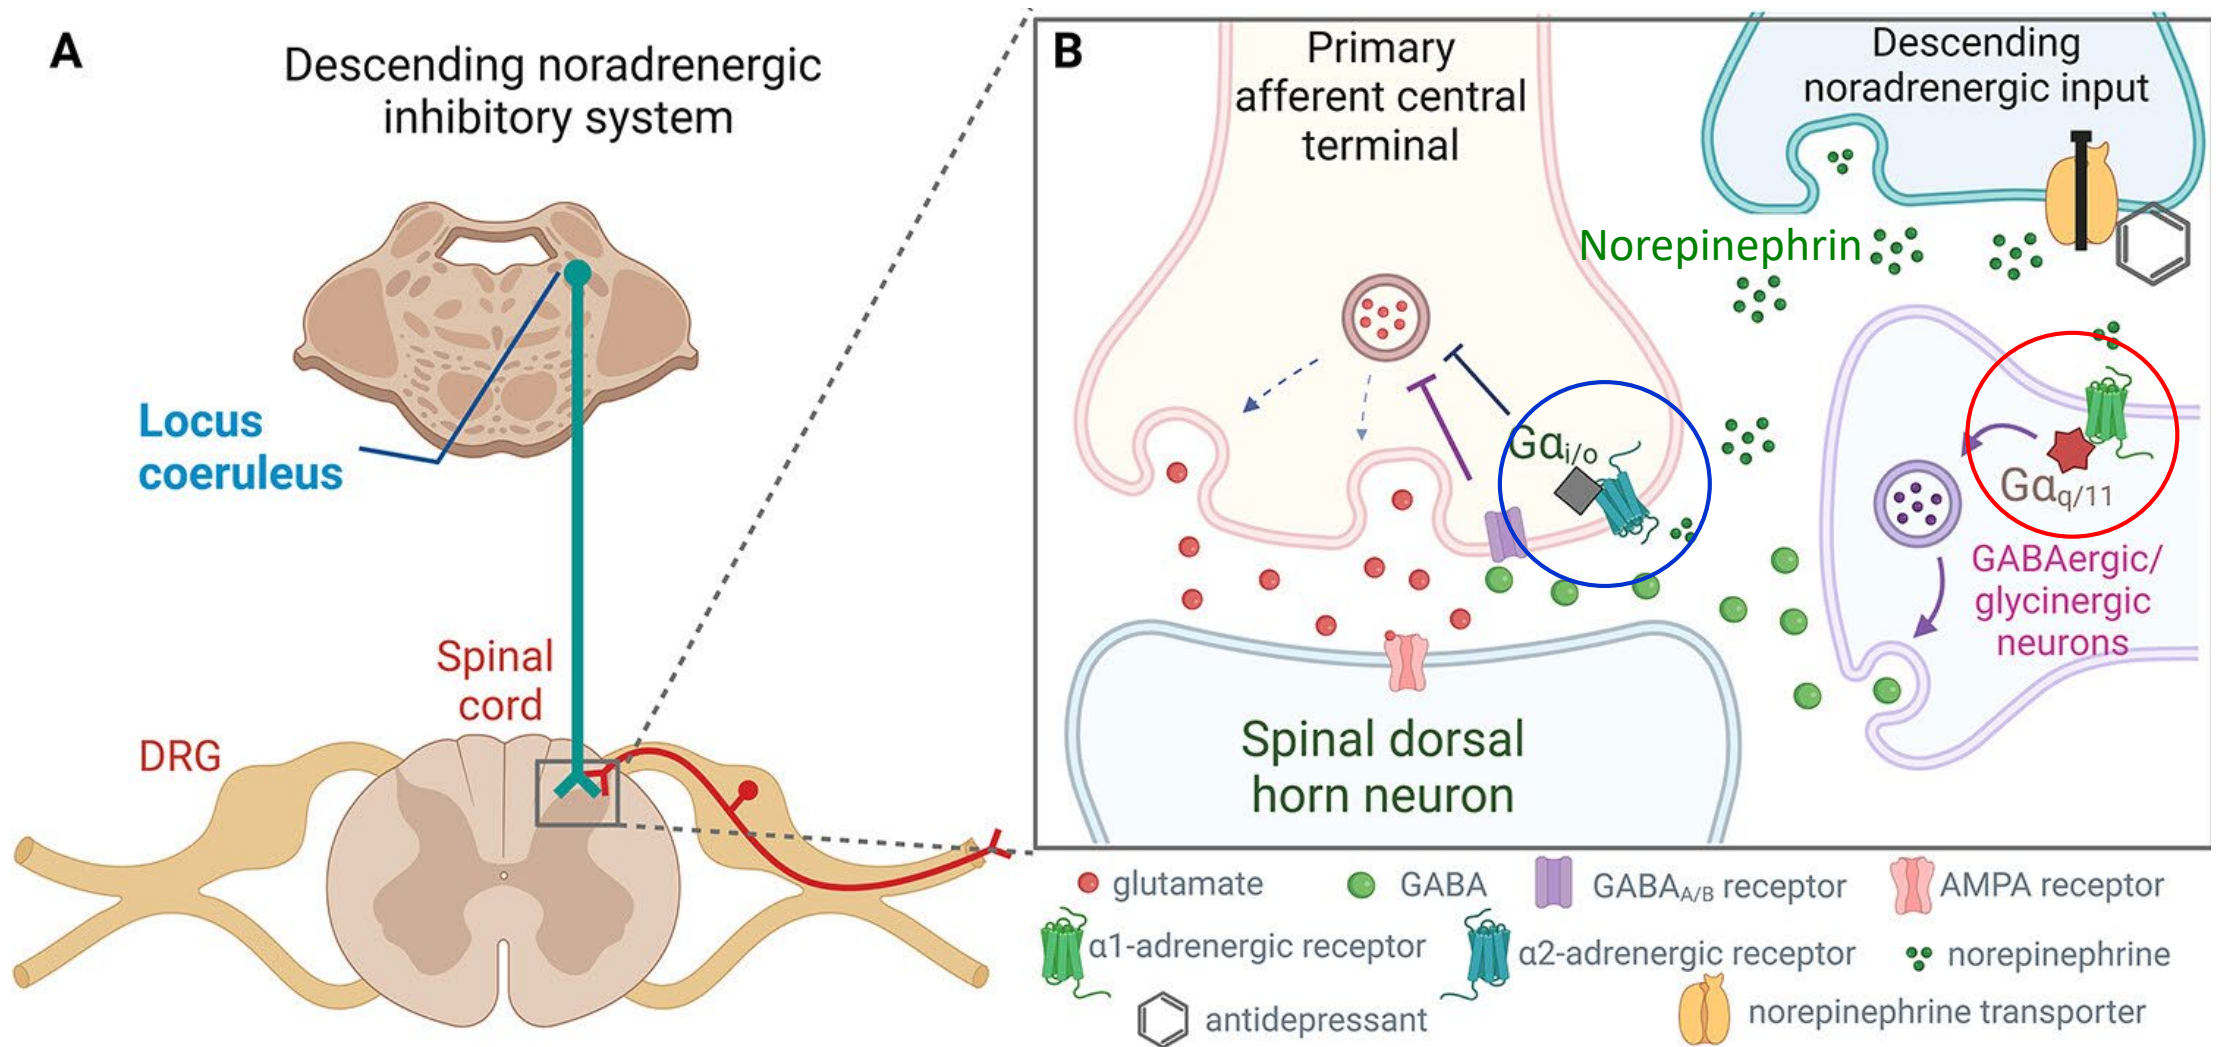 A
Descending noradrenergic
inhibitory system
Locus
coeruleus
Spinal
cord
DRG
B
Primary
afferent central
terminal
Descending
noradrenergic input
Norepinephrin
Gαi/o
Gαq/11
GABAergic/
glycinergic
neurons
Spinal dorsal
horn neuron
glutamate
GABA
GABAA/B receptor
AMPA receptor
α1-adrenergic receptor
α2-adrenergic receptor
norepinephrine
antidepressant
norepinephrine transporter